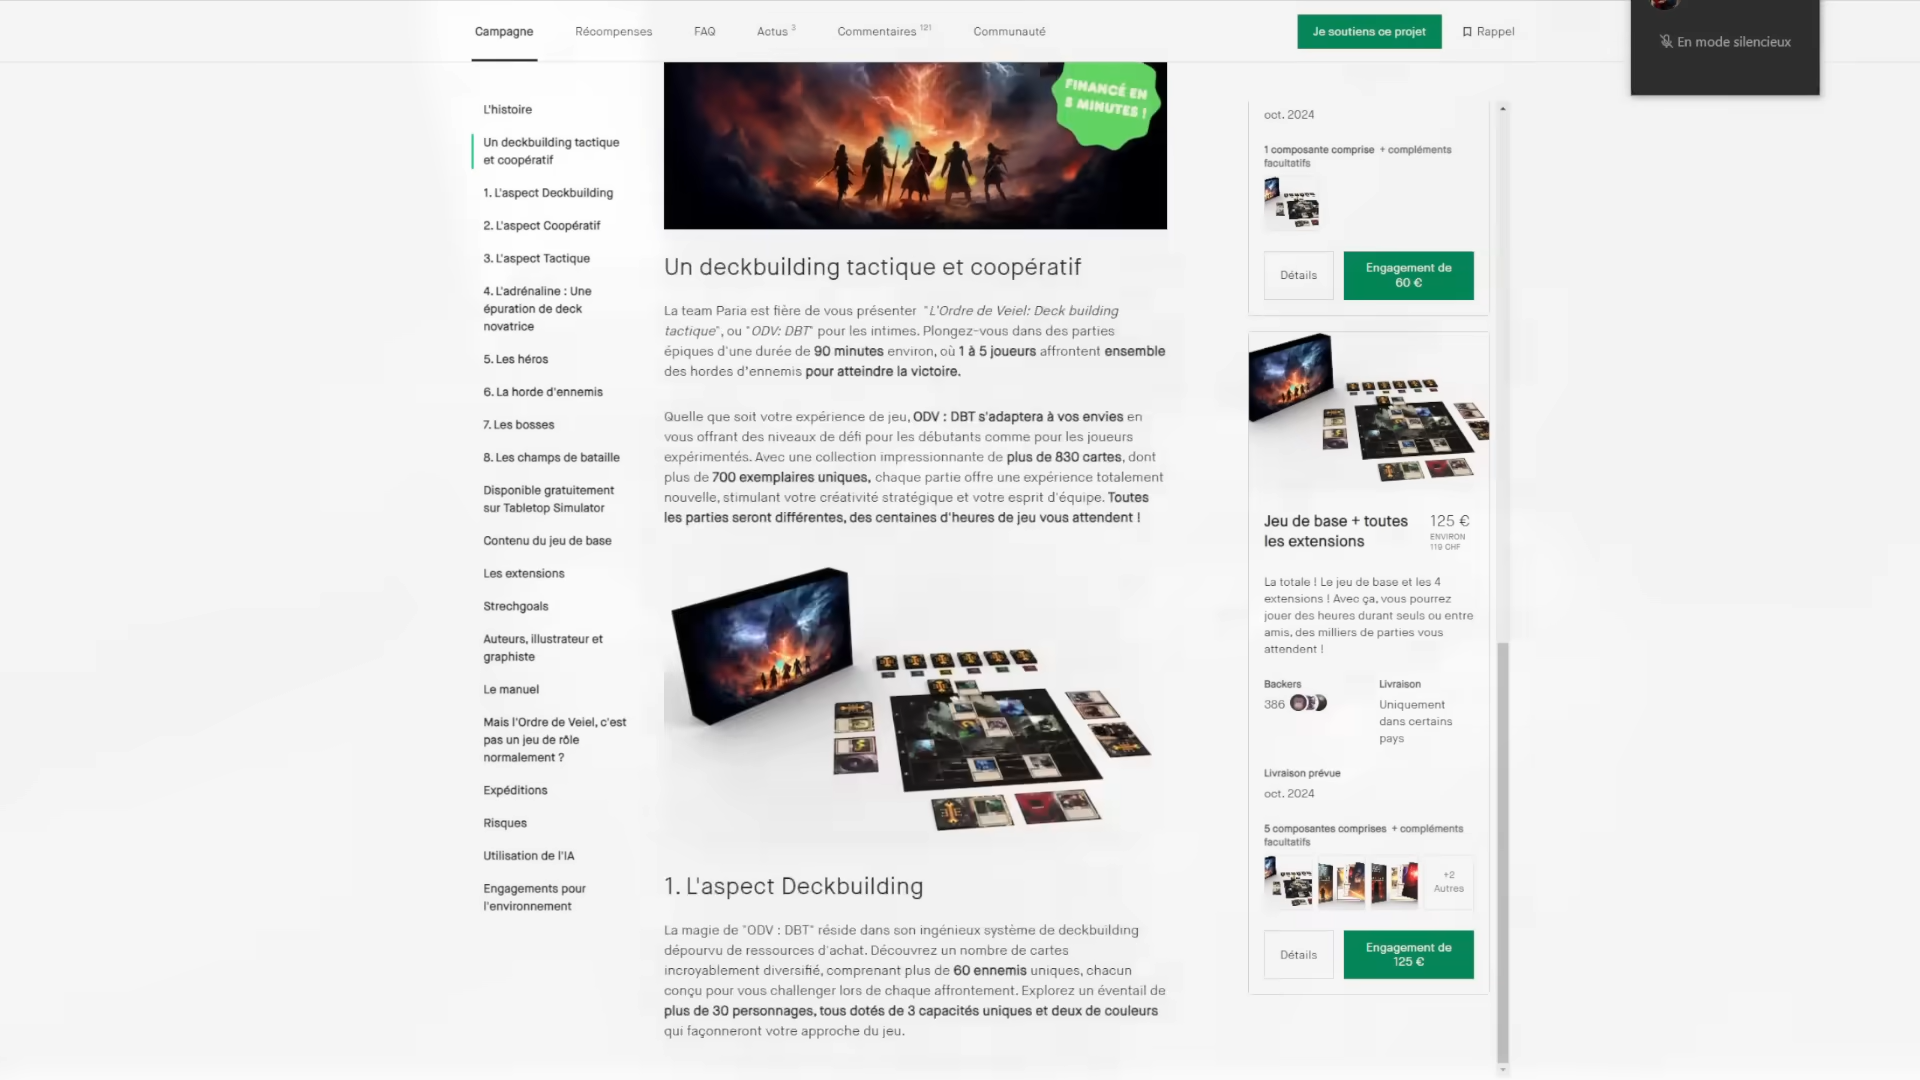 Campagne
Récompenses
FAQ
Actus 3
Commentaires 121
Communauté
Je soutiens ce projet
Rappel
En mode silencieux
L'histoire
Un deckbuilding tactique
et coopératif
1. L'aspect Deckbuilding
2. L'aspect Coopératif
3. L'aspect Tactique
4. L'adrénaline : Une
épuration de deck
novatrice
5. Les héros
6. La horde d'ennemis
7. Les bosses
8. Les champs de bataille
Disponible gratuitement
sur Tabletop Simulator
Contenu du jeu de base
Les extensions
Strechgoals
Auteurs, illustrateur et
graphiste
Le manuel
Mais l'Ordre de Veiel, c'est
pas un jeu de rôle
normalement ?
Expéditions
Risques
Utilisation de l'IA
Engagements pour
l'environnement
FINANCÉ EN
8 MINUTES !
Un deckbuilding tactique et coopératif
La team Paria est fière de vous présenter "L'Ordre de Veiel: Deck building
tactique", ou "ODV: DBT" pour les intimes. Plongez-vous dans des parties
épiques d'une durée de 90 minutes environ, où 1 à 5 joueurs affrontent ensemble
des hordes d'ennemis pour atteindre la victoire.
Quelle que soit votre expérience de jeu, ODV : DBT s'adaptera à vos envies en
vous offrant des niveaux de défi pour les débutants comme pour les joueurs
expérimentés. Avec une collection impressionnante de plus de 830 cartes, dont
plus de 700 exemplaires uniques, chaque partie offre une expérience totalement
nouvelle, stimulant votre créativité stratégique et votre esprit d'équipe. Toutes
les parties seront différentes, des centaines d'heures de jeu vous attendent !
1. L'aspect Deckbuilding
La magie de "ODV : DBT" réside dans son ingénieux système de deckbuilding
dépourvu de ressources d'achat. Découvrez un nombre de cartes
incroyablement diversifié, comprenant plus de 60 ennemis uniques, chacun
conçu pour vous challenger lors de chaque affrontement. Explorez un éventail de
plus de 30 personnages, tous dotés de 3 capacités uniques et deux de couleurs
qui façonneront votre approche du jeu.
oct. 2024
1 composante comprise + compléments
facultatifs
Détails
Engagement de
60 €
Jeu de base + toutes
les extensions
125 €
ENVIRON
119 CHF
La totale ! Le jeu de base et les 4
extensions ! Avec ça, vous pourrez
jouer des heures durant seuls ou entre
amis, des milliers de parties vous
attendent !
Backers
386
Livraison
Uniquement
dans certains
pays
Livraison prévue
oct. 2024
5 composantes comprises + compléments
facultatifs
+2
Autres
Détails
Engagement de
125 €